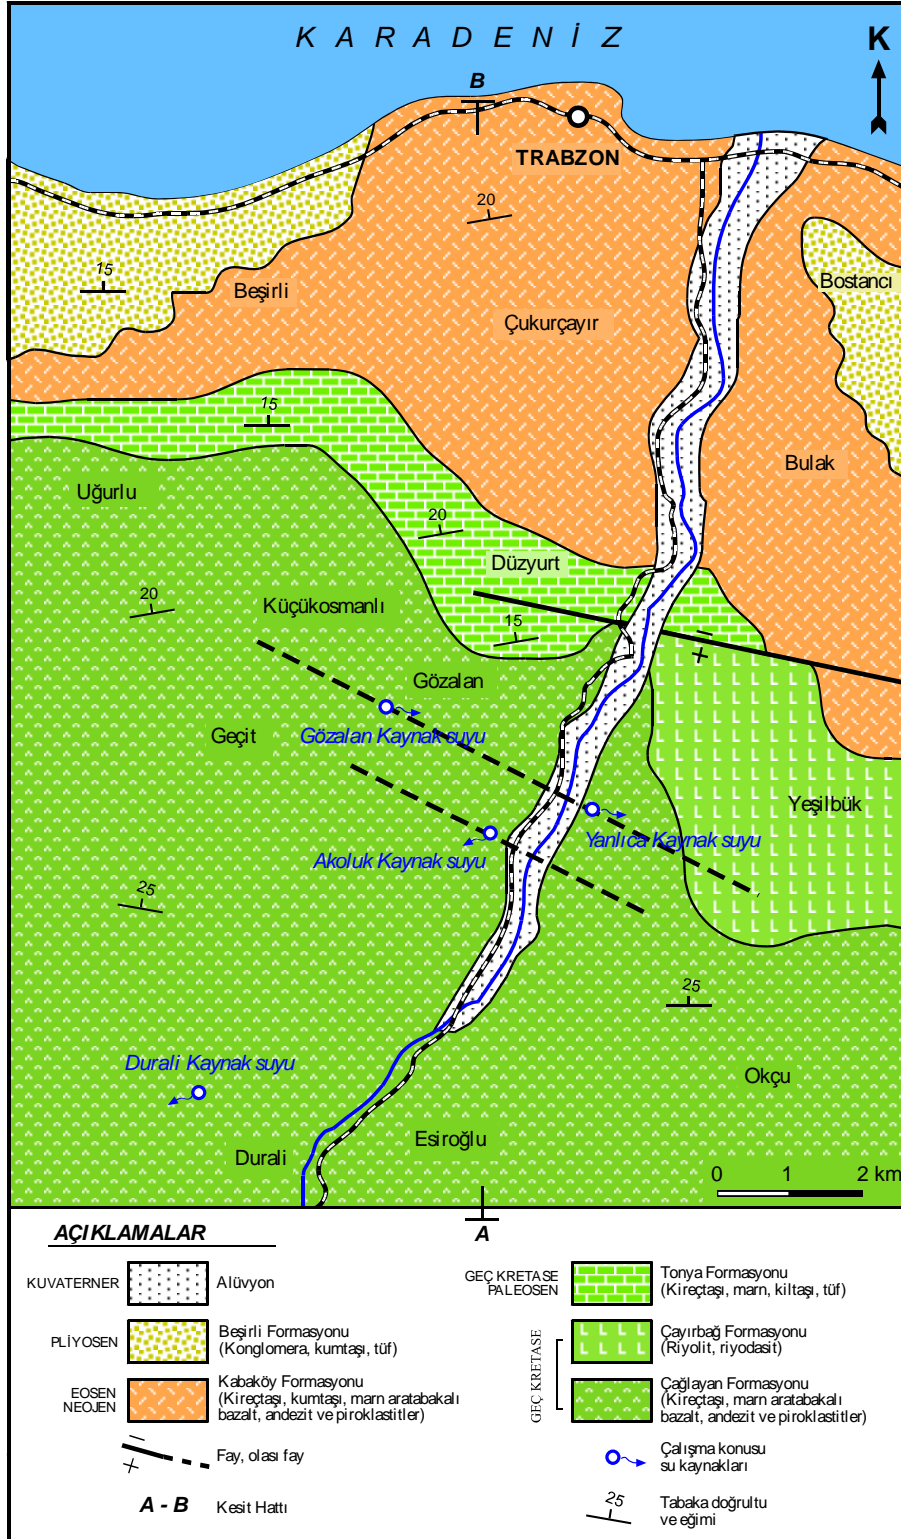 KARADENİZ
K
B
TRABZON
20
15
Beşirli
Bostancı
Çukurçayır
15
Uğurlu
Bulak
20
Düzyurt
20
Küçükosmanlı
15
Gözalan
Geçit
Gözalan Kaynak suyu
Yeşilbük
Yanlıca Kaynak suyu
Akoluk Kaynak suyu
25
25
Durali Kaynak suyu
Okçu
Esiroğlu
Durali
0 1 2 km
A
AÇIKLAMALAR
KUVATERNER
Alüvyon
PLİYOSEN
Beşirli Formasyonu
(Konglomera, kumtaşı, tüf)
EOSEN
NEOJEN
Kabaköy Formasyonu
(Kireçtaşı, kumtaşı, marn aratabakalı
bazalt, andezit ve piroklastitler)
Fay, olası fay
A - B
Kesit Hattı
GEÇ KRETASE
PALEOSEN
Tonya Formasyonu
(Kireçtaşı, marn, kiltaşı, tüf)
GEÇ KRETASE
Çayırbağ Formasyonu
(Riyolit, riyodasit)
Çağlayan Formasyonu
(Kireçtaşı, marn aratabakalı
bazalt, andezit ve piroklastitler)
Çalışma konusu
su kaynakları
25
Tabaka doğrultu
ve eğimi